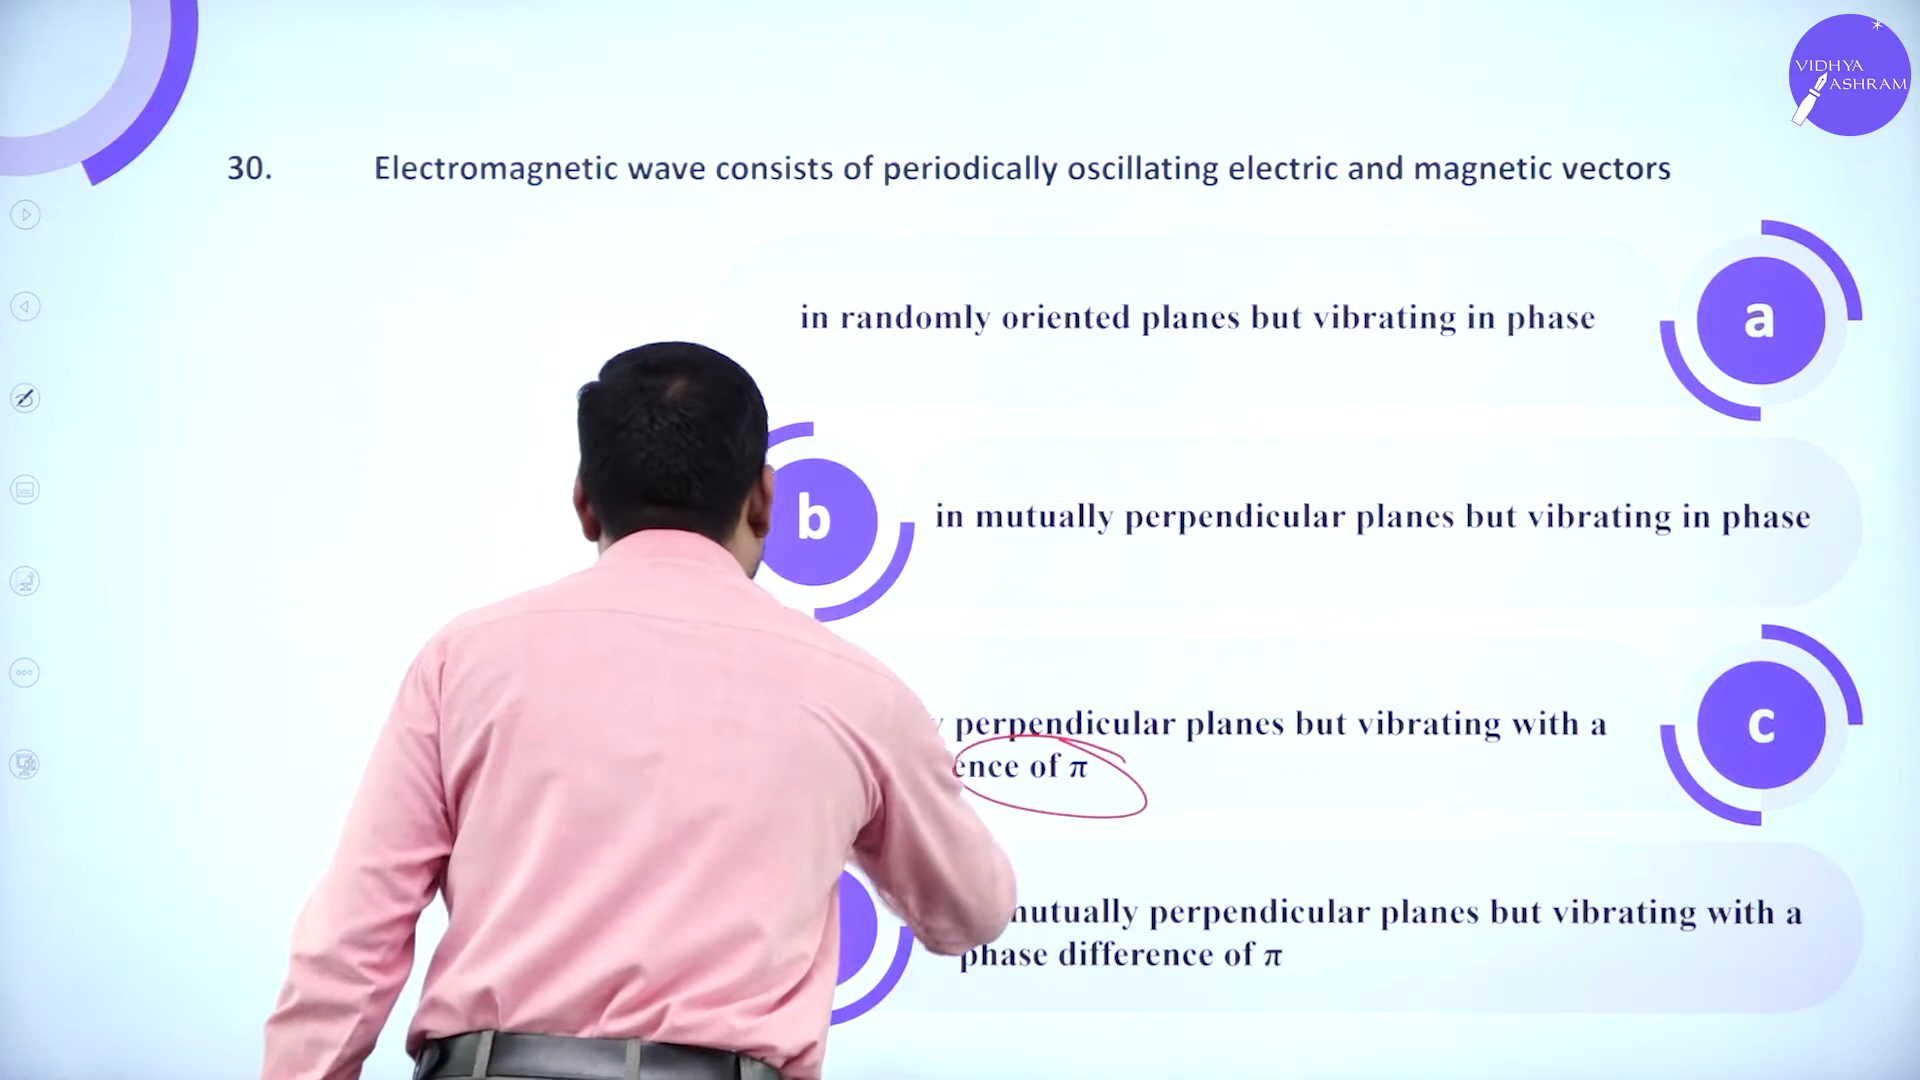 VIDHYA
ASHRAM
30. Electromagnetic wave consists of periodically oscillating electric and magnetic vectors
in randomly oriented planes but vibrating in phase
a
b
in mutually perpendicular planes but vibrating in phase
perpendicular planes but vibrating with a
of π
c
mutually perpendicular planes but vibrating with a
phase difference of π